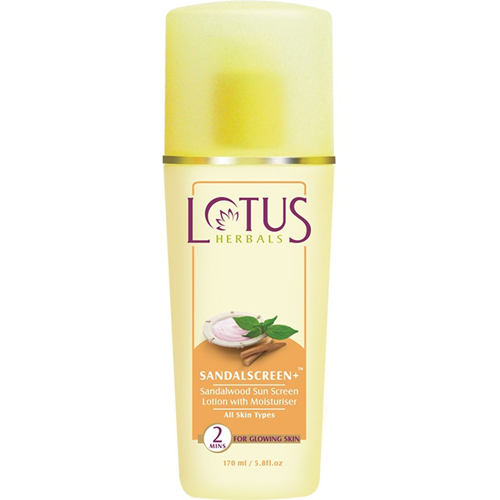 LOTUS
HERBALS
SANDALSCREEN+™
Sandalwood Sun Screen
Lotion with Moisturiser
All Skin Types
2 MINS FOR GLOWING SKIN
170 ml / 5.8fl.oz